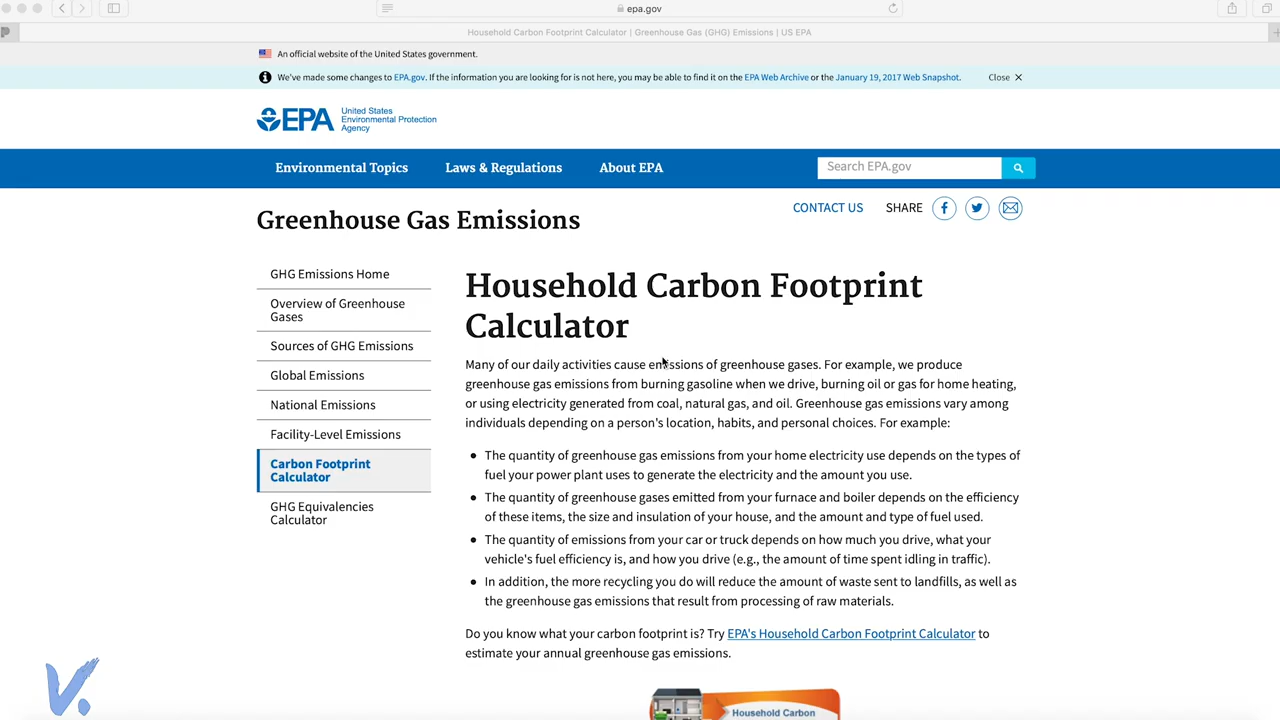 epa.gov
Household Carbon Footprint Calculator | Greenhouse Gas (GHG) Emissions | US EPA
An official website of the United States government.
We've made some changes to EPA.gov. If the information you are looking for is not here, you may be able to find it on the EPA Web Archive or the January 19, 2017 Web Snapshot.
Close
EPA
United States
Environmental Protection
Agency
Environmental Topics
Laws & Regulations
About EPA
Search EPA.gov
CONTACT US
SHARE
Greenhouse Gas Emissions
GHG Emissions Home
Overview of Greenhouse
Gases
Sources of GHG Emissions
Global Emissions
National Emissions
Facility-Level Emissions
Carbon Footprint
Calculator
GHG Equivalencies
Calculator
Household Carbon Footprint
Calculator
Many of our daily activities cause emissions of greenhouse gases. For example, we produce
greenhouse gas emissions from burning gasoline when we drive, burning oil or gas for home heating,
or using electricity generated from coal, natural gas, and oil. Greenhouse gas emissions vary among
individuals depending on a person's location, habits, and personal choices. For example:
• The quantity of greenhouse gas emissions from your home electricity use depends on the types of
fuel your power plant uses to generate the electricity and the amount you use.
• The quantity of greenhouse gases emitted from your furnace and boiler depends on the efficiency
of these items, the size and insulation of your house, and the amount and type of fuel used.
• The quantity of emissions from your car or truck depends on how much you drive, what your
vehicle's fuel efficiency is, and how you drive (e.g., the amount of time spent idling in traffic).
• In addition, the more recycling you do will reduce the amount of waste sent to landfills, as well as
the greenhouse gas emissions that result from processing of raw materials.
Do you know what your carbon footprint is? Try EPA's Household Carbon Footprint Calculator to
estimate your annual greenhouse gas emissions.
Household Carbon
V.